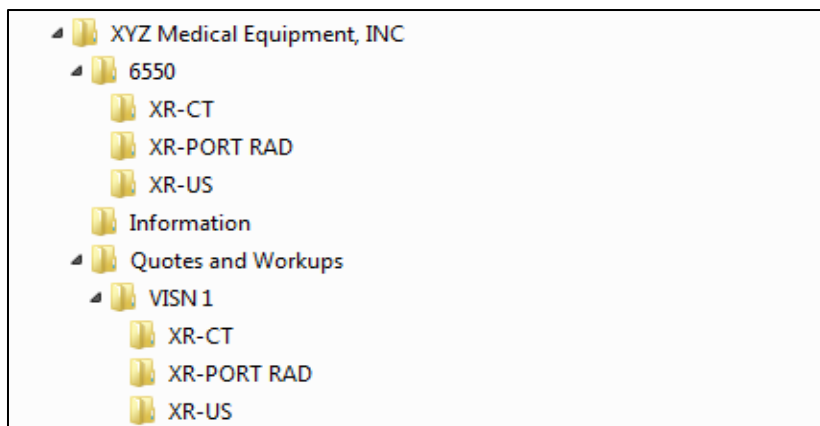 XYZ Medical Equipment, INC
6550
XR-CT
XR-PORT RAD
XR-US
Information
Quotes and Workups
VISN 1
XR-CT
XR-PORT RAD
XR-US